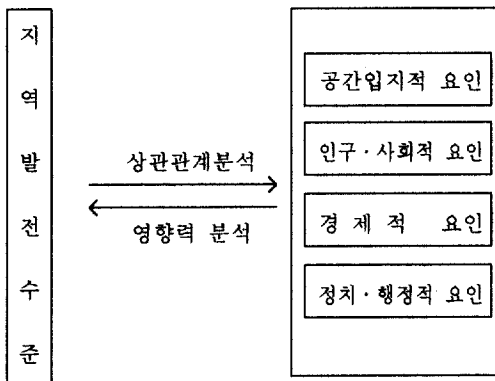 지역발전수준
상관관계분석
영향력 분석
공간입지적 요인
인구·사회적 요인
경제적 요인
정치·행정적 요인